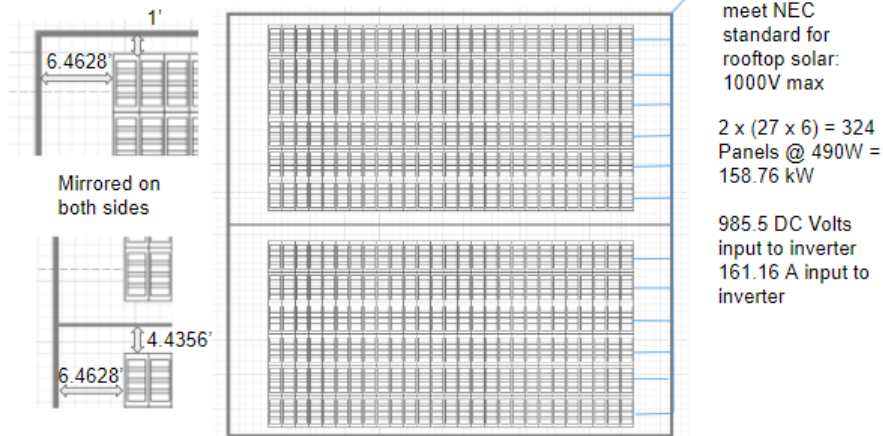 1'
6.4628'
Mirrored on
both sides
4.4356'
6.4628'
meet NEC
standard for
rooftop solar:
1000V max
2 x (27 x 6) = 324
Panels @ 490W =
158.76 kW
985.5 DC Volts
input to inverter
161.16 A input to
inverter